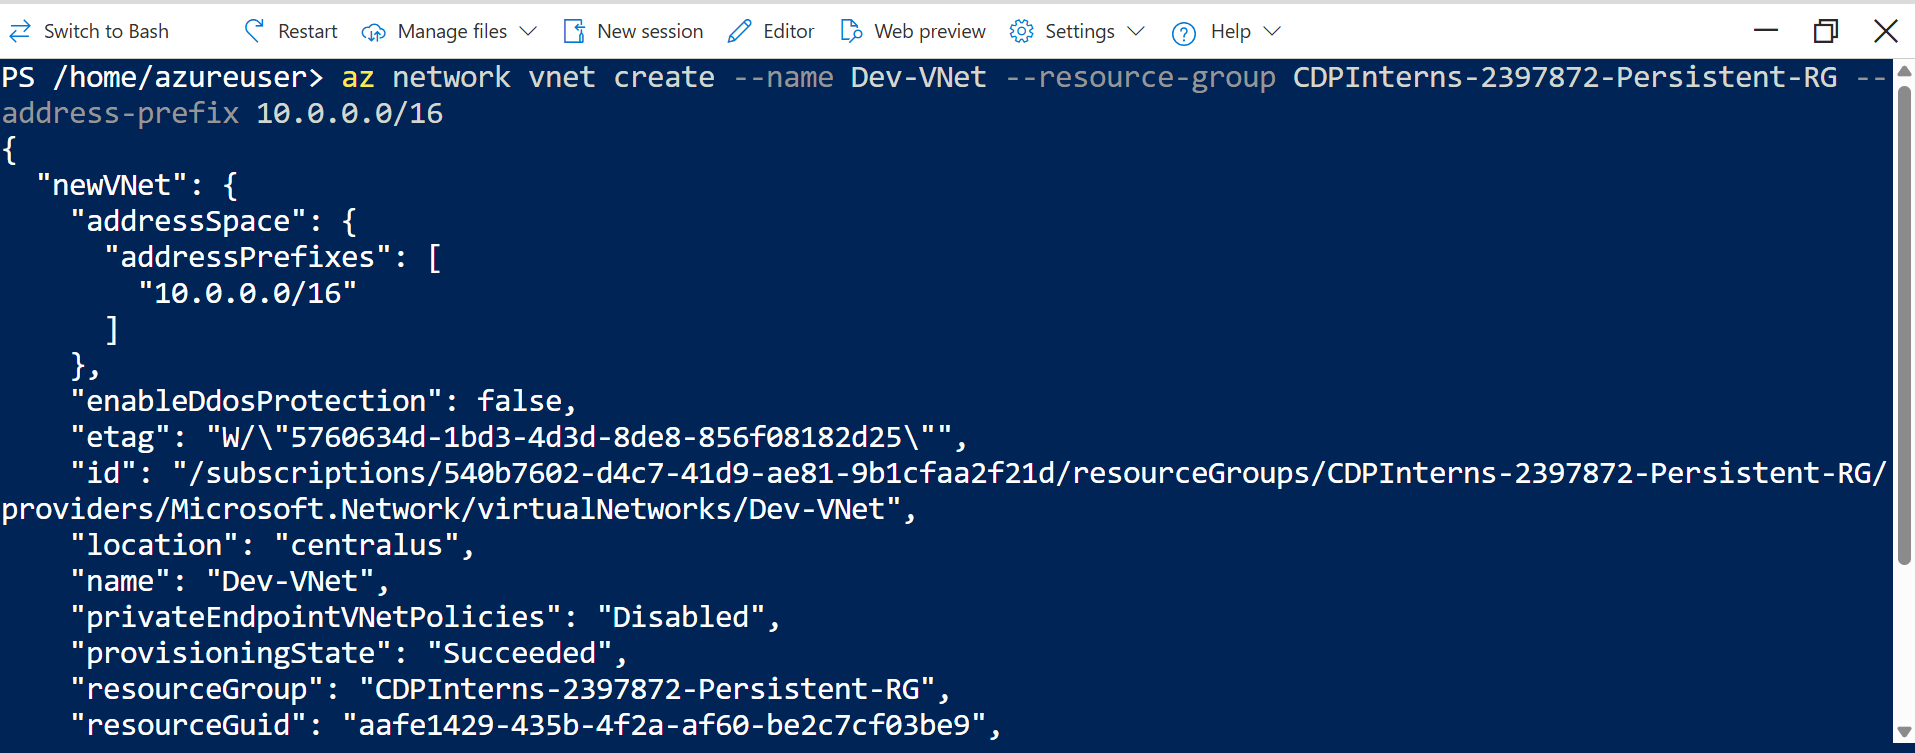 Switch to Bash Restart Manage files New session Editor Web preview Settings Help
PS /home/azureuser> az network vnet create --name Dev-VNet --resource-group CDPInterns-2397872-Persistent-RG --
address-prefix 10.0.0.0/16
{
  "newVNet": {
    "addressSpace": {
      "addressPrefixes": [
        "10.0.0.0/16"
      ]
    },
    "enableDdosProtection": false,
    "etag": "W/\"5760634d-1bd3-4d3d-8de8-856f08182d25\"",
    "id": "/subscriptions/540b7602-d4c7-41d9-ae81-9b1cfaa2f21d/resourceGroups/CDPInterns-2397872-Persistent-RG/
providers/Microsoft.Network/virtualNetworks/Dev-VNet",
    "location": "centralus",
    "name": "Dev-VNet",
    "privateEndpointVNetPolicies": "Disabled",
    "provisioningState": "Succeeded",
    "resourceGroup": "CDPInterns-2397872-Persistent-RG",
    "resourceGuid": "aafe1429-435b-4f2a-af60-be2c7cf03be9",